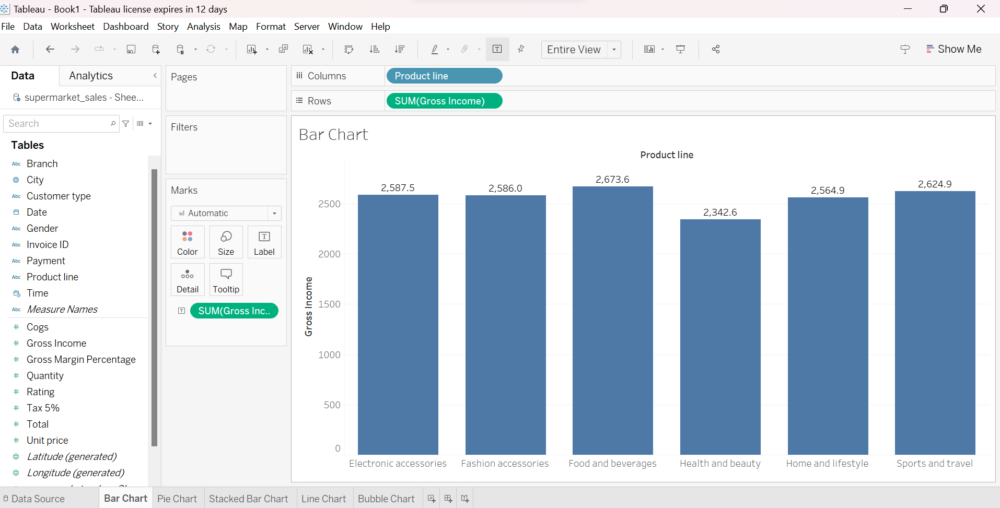 Tableau - Book1 - Tableau license expires in 12 days
File Data Worksheet Dashboard Story Analysis Map Format Server Window Help
Entire View
Show Me
Data
Analytics
supermarket_sales - Shee...
Search
Tables
Abc Branch
City
Abc Customer type
Date
Abc Gender
Abc Invoice ID
Abc Payment
Abc Product line
Time
Abc Measure Names
# Cogs
# Gross Income
# Gross Margin Percentage
# Quantity
# Rating
# Tax 5%
# Total
# Unit price
Latitude (generated)
Longitude (generated)
Pages
Filters
Marks
Automatic
Color Size Label
Detail Tooltip
SUM(Gross Inc..
Columns Product line
Rows SUM(Gross Income)
Bar Chart
Product line
2,587.5 2,586.0 2,673.6 2,342.6 2,564.9 2,624.9
Gross Income
2500
2000
1500
1000
500
0
Electronic accessories Fashion accessories Food and beverages Health and beauty Home and lifestyle Sports and travel
Data Source Bar Chart Pie Chart Stacked Bar Chart Line Chart Bubble Chart